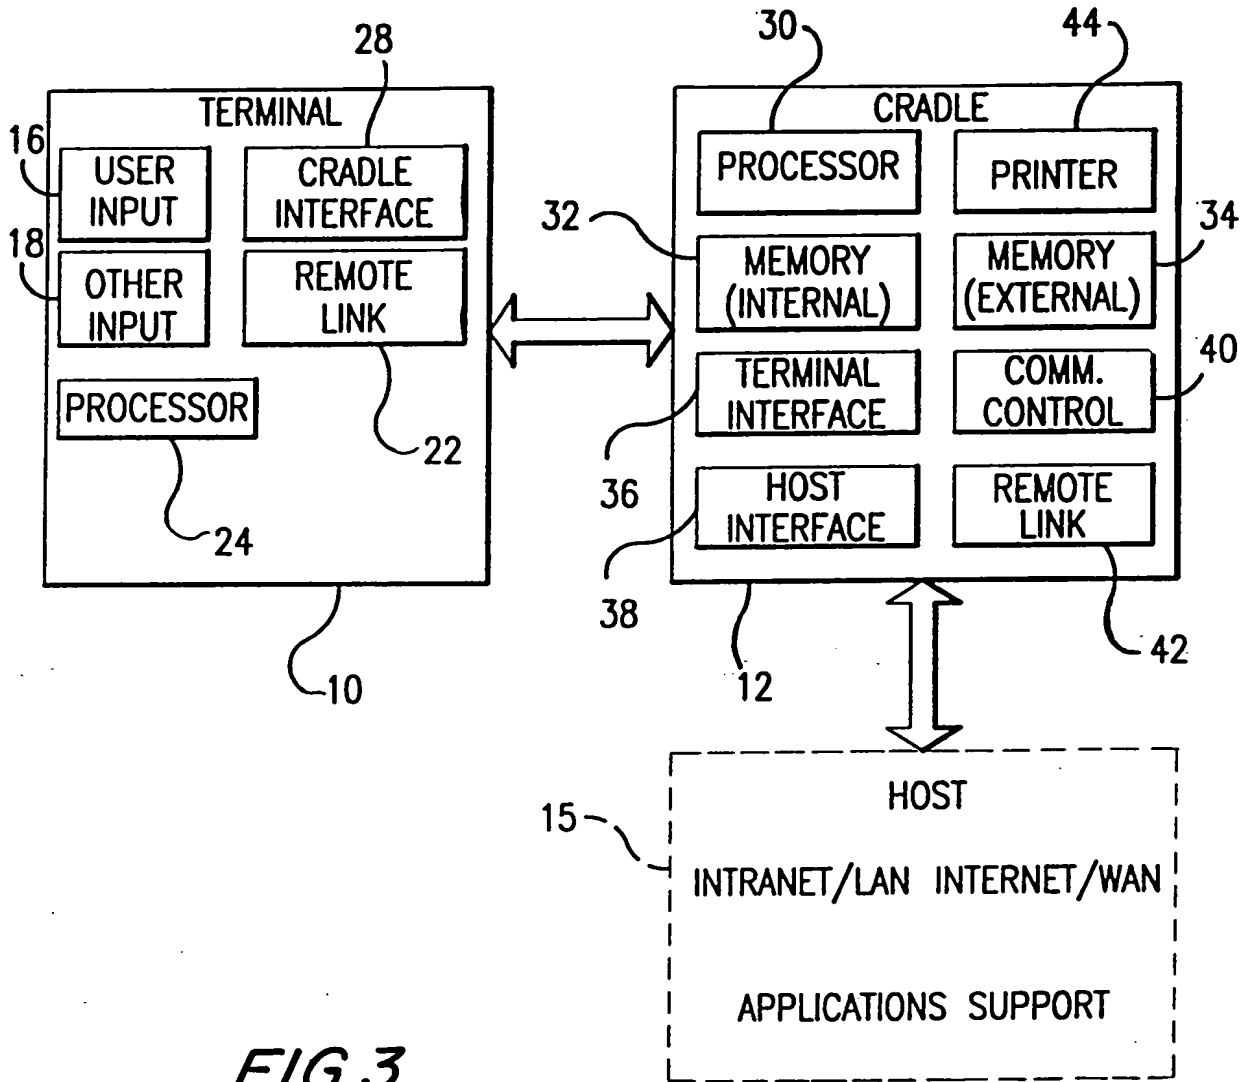 28
30
44
TERMINAL
16
USER
INPUT
CRADLE
INTERFACE
18
OTHER
INPUT
REMOTE
LINK
PROCESSOR
22
24
10
CRADLE
PROCESSOR
PRINTER
32
MEMORY
(INTERNAL)
MEMORY
(EXTERNAL)
34
TERMINAL
INTERFACE
COMM.
CONTROL
40
36
HOST
INTERFACE
REMOTE
LINK
38
12
42
15
HOST
INTRANET/LAN INTERNET/WAN
APPLICATIONS SUPPORT
FIG.3